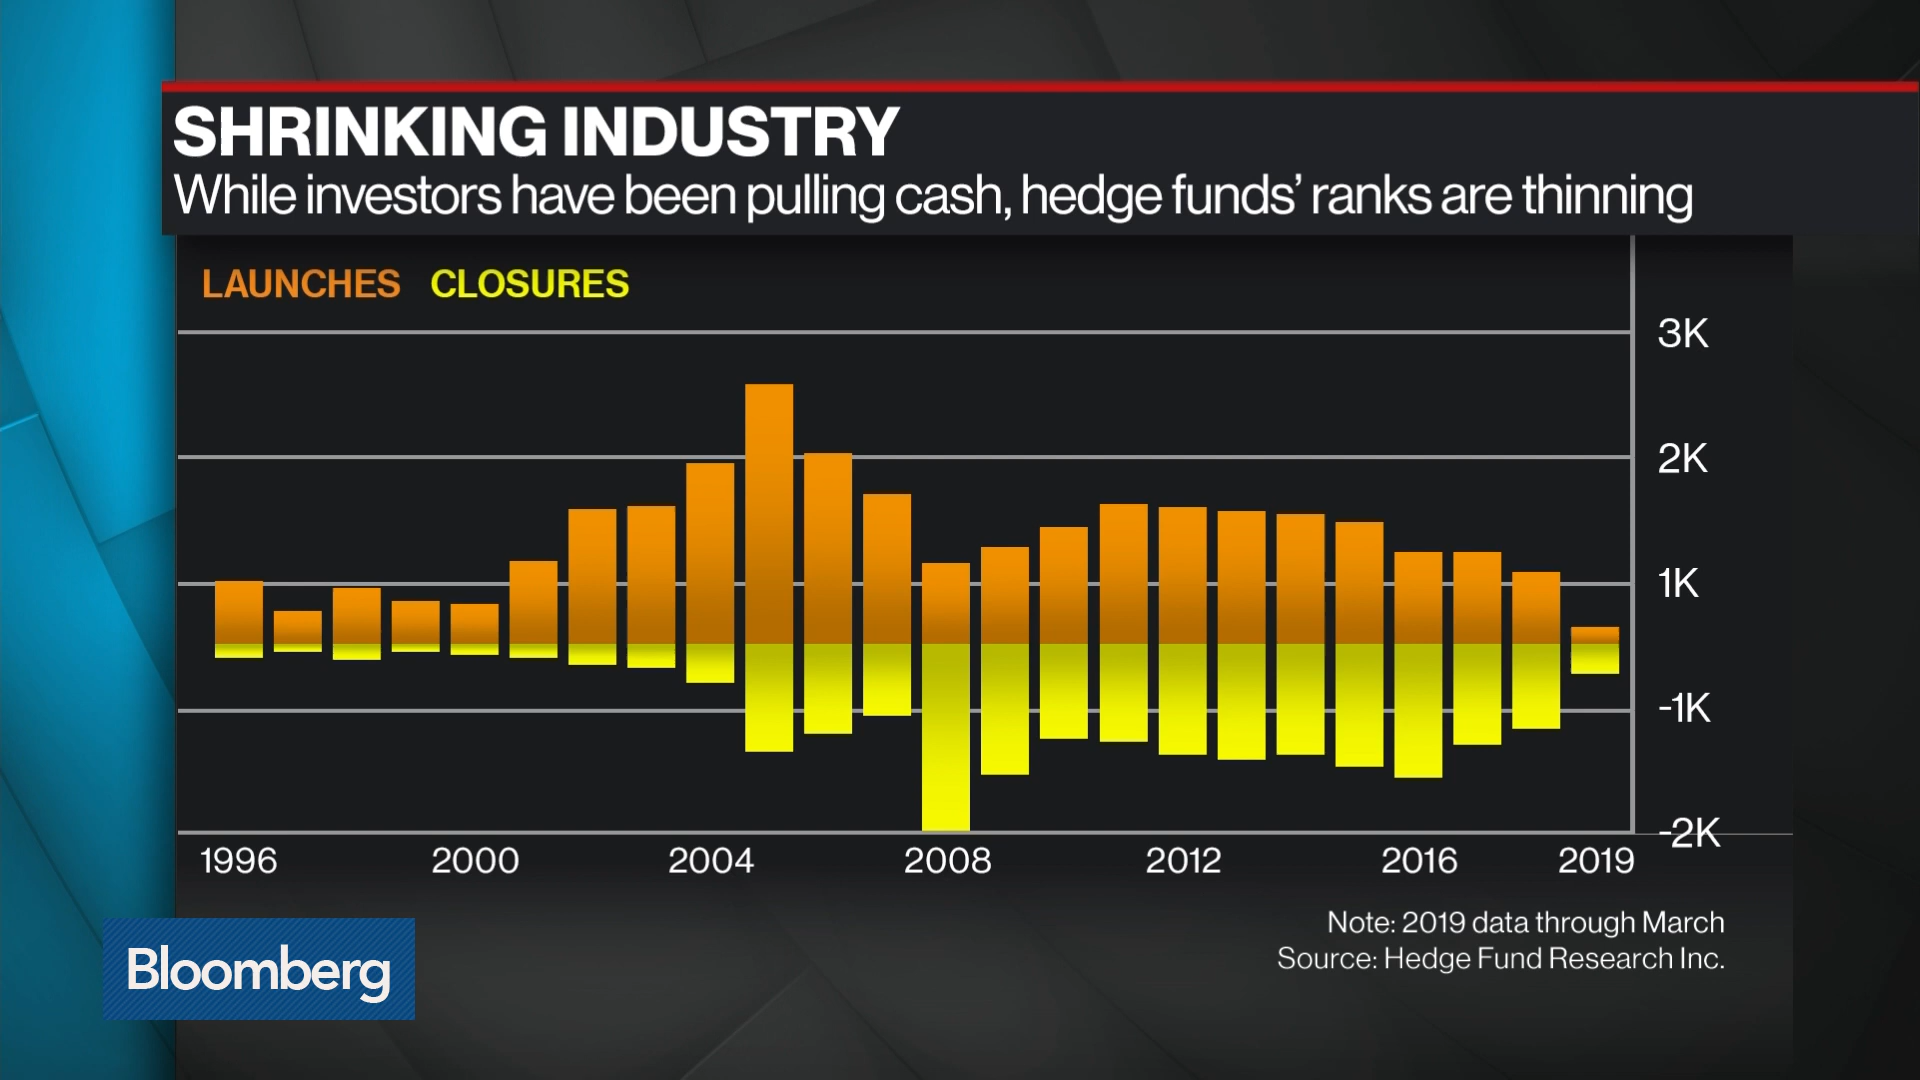 SHRINKING INDUSTRY
While investors have been pulling cash, hedge funds’ ranks are thinning
LAUNCHES CLOSURES
3K
2K
1K
-1K
-2K
1996 2000 2004 2008 2012 2016 2019
Note: 2019 data through March
Source: Hedge Fund Research Inc.
Bloomberg